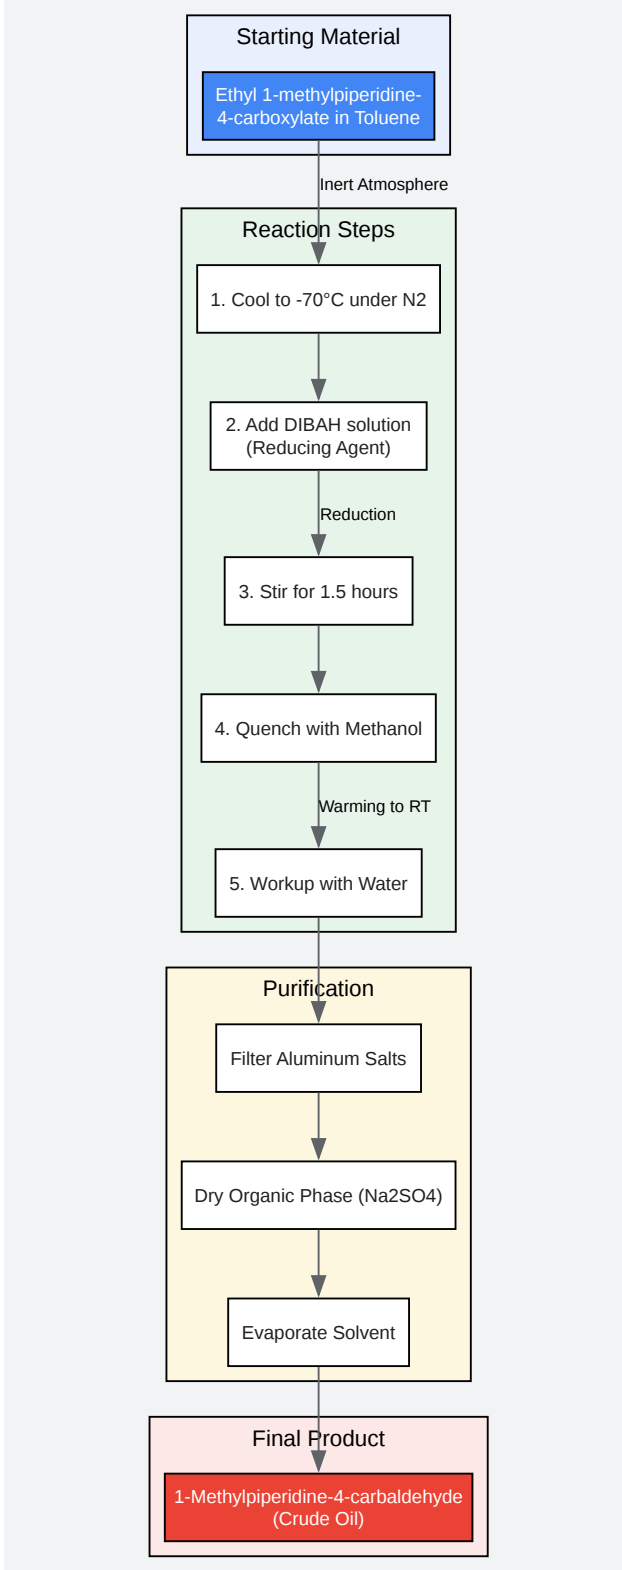 Starting Material
Ethyl 1-methylpiperidine-
4-carboxylate in Toluene
Inert Atmosphere
Reaction Steps
1. Cool to -70°C under N2
2. Add DIBAH solution
(Reducing Agent)
Reduction
3. Stir for 1.5 hours
4. Quench with Methanol
Warming to RT
5. Workup with Water
Purification
Filter Aluminum Salts
Dry Organic Phase (Na2SO4)
Evaporate Solvent
Final Product
1-Methylpiperidine-4-carbaldehyde
(Crude Oil)